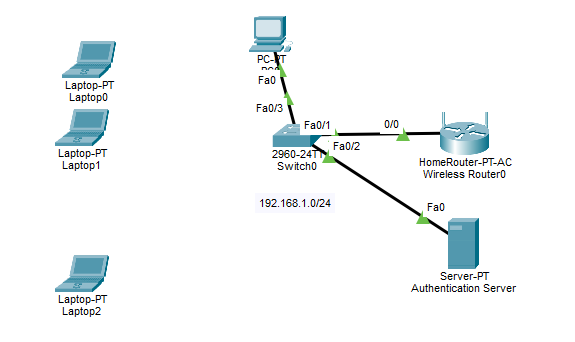 PC-PT
PC0
Fa0
Laptop-PT
Laptop0
Fa0/3
Fa0/1
0/0
Laptop-PT
Laptop1
2960-24TT
Switch0
Fa0/2
HomeRouter-PT-AC
Wireless Router0
192.168.1.0/24
Fa0
Server-PT
Authentication Server
Laptop-PT
Laptop2